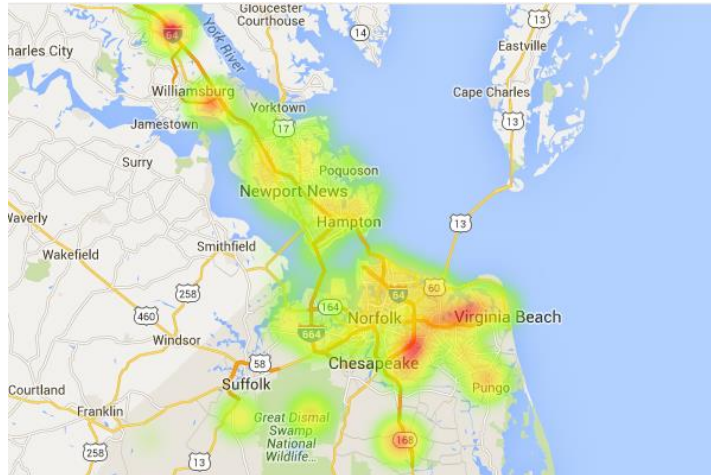 Gloucester
Courthouse
13
64
York River
14
Eastville
harles City
Williamsburg
Cape Charles
Yorktown
17
13
Jamestown
Surry
Poquoson
Newport News
Waverly
Hampton
13
Smithfield
Wakefield
258
60
64
460
164
Norfolk
Virginia Beach
664
Windsor
58
Chesapeake
Suffolk
Pungo
Courtland
Franklin
Great Dismal
Swamp
National
Wildlife...
168
258
13